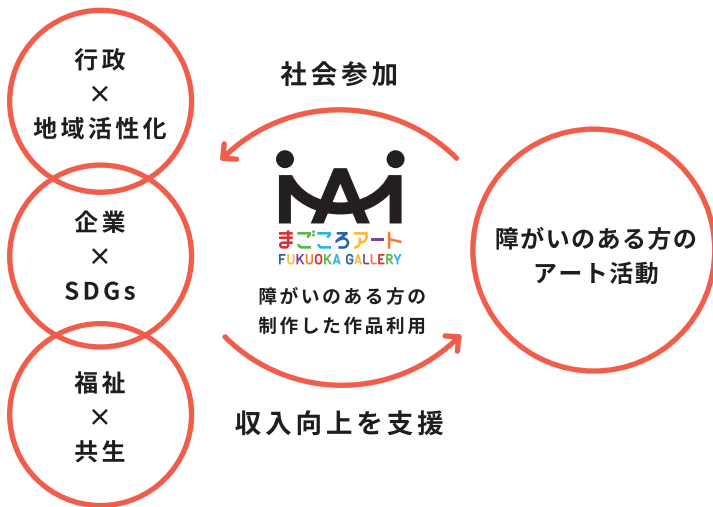 行政
×
地域活性化
企業
×
SDGs
福祉
×
共生
社会参加
まごころアート
FUKUOKA GALLERY
障がいのある方の
制作した作品利用
収入向上を支援
障がいのある方の
アート活動